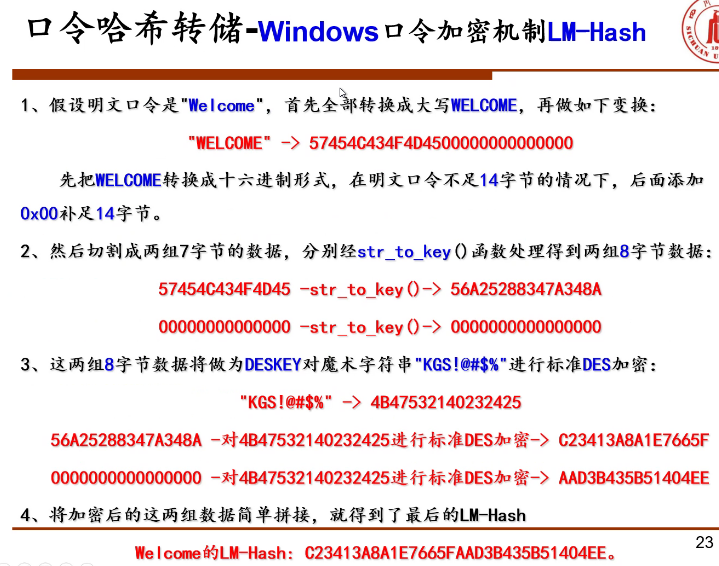 口令哈希转储-Windows口令加密机制LM-Hash
1、假设明文口令是"Welcome", 首先全部转换成大写WELCOME, 再做如下变换:
"WELCOME" -> 57454C434F4D4500000000000000
先把WELCOME转换成十六进制形式, 在明文口令不足14字节的情况下, 后面添加
0x00补足14字节。
2、然后切割成两组7字节的数据, 分别经str_to_key()函数处理得到两组8字节数据:
57454C434F4D45 -str_to_key()-> 56A25288347A348A
00000000000000 -str_to_key()-> 0000000000000000
3、这两组8字节数据将做为DESKEY对魔术字符串"KGS!@#$%"进行标准DES加密:
"KGS!@#$%" -> 4B47532140232425
56A25288347A348A -对4B47532140232425进行标准DES加密-> C23413A8A1E7665F
0000000000000000 -对4B47532140232425进行标准DES加密-> AAD3B435B51404EE
4、将加密后的这两组数据简单拼接, 就得到了最后的LM-Hash
23
Welcome的LM-Hash: C23413A8A1E7665FAAD3B435B51404EE。